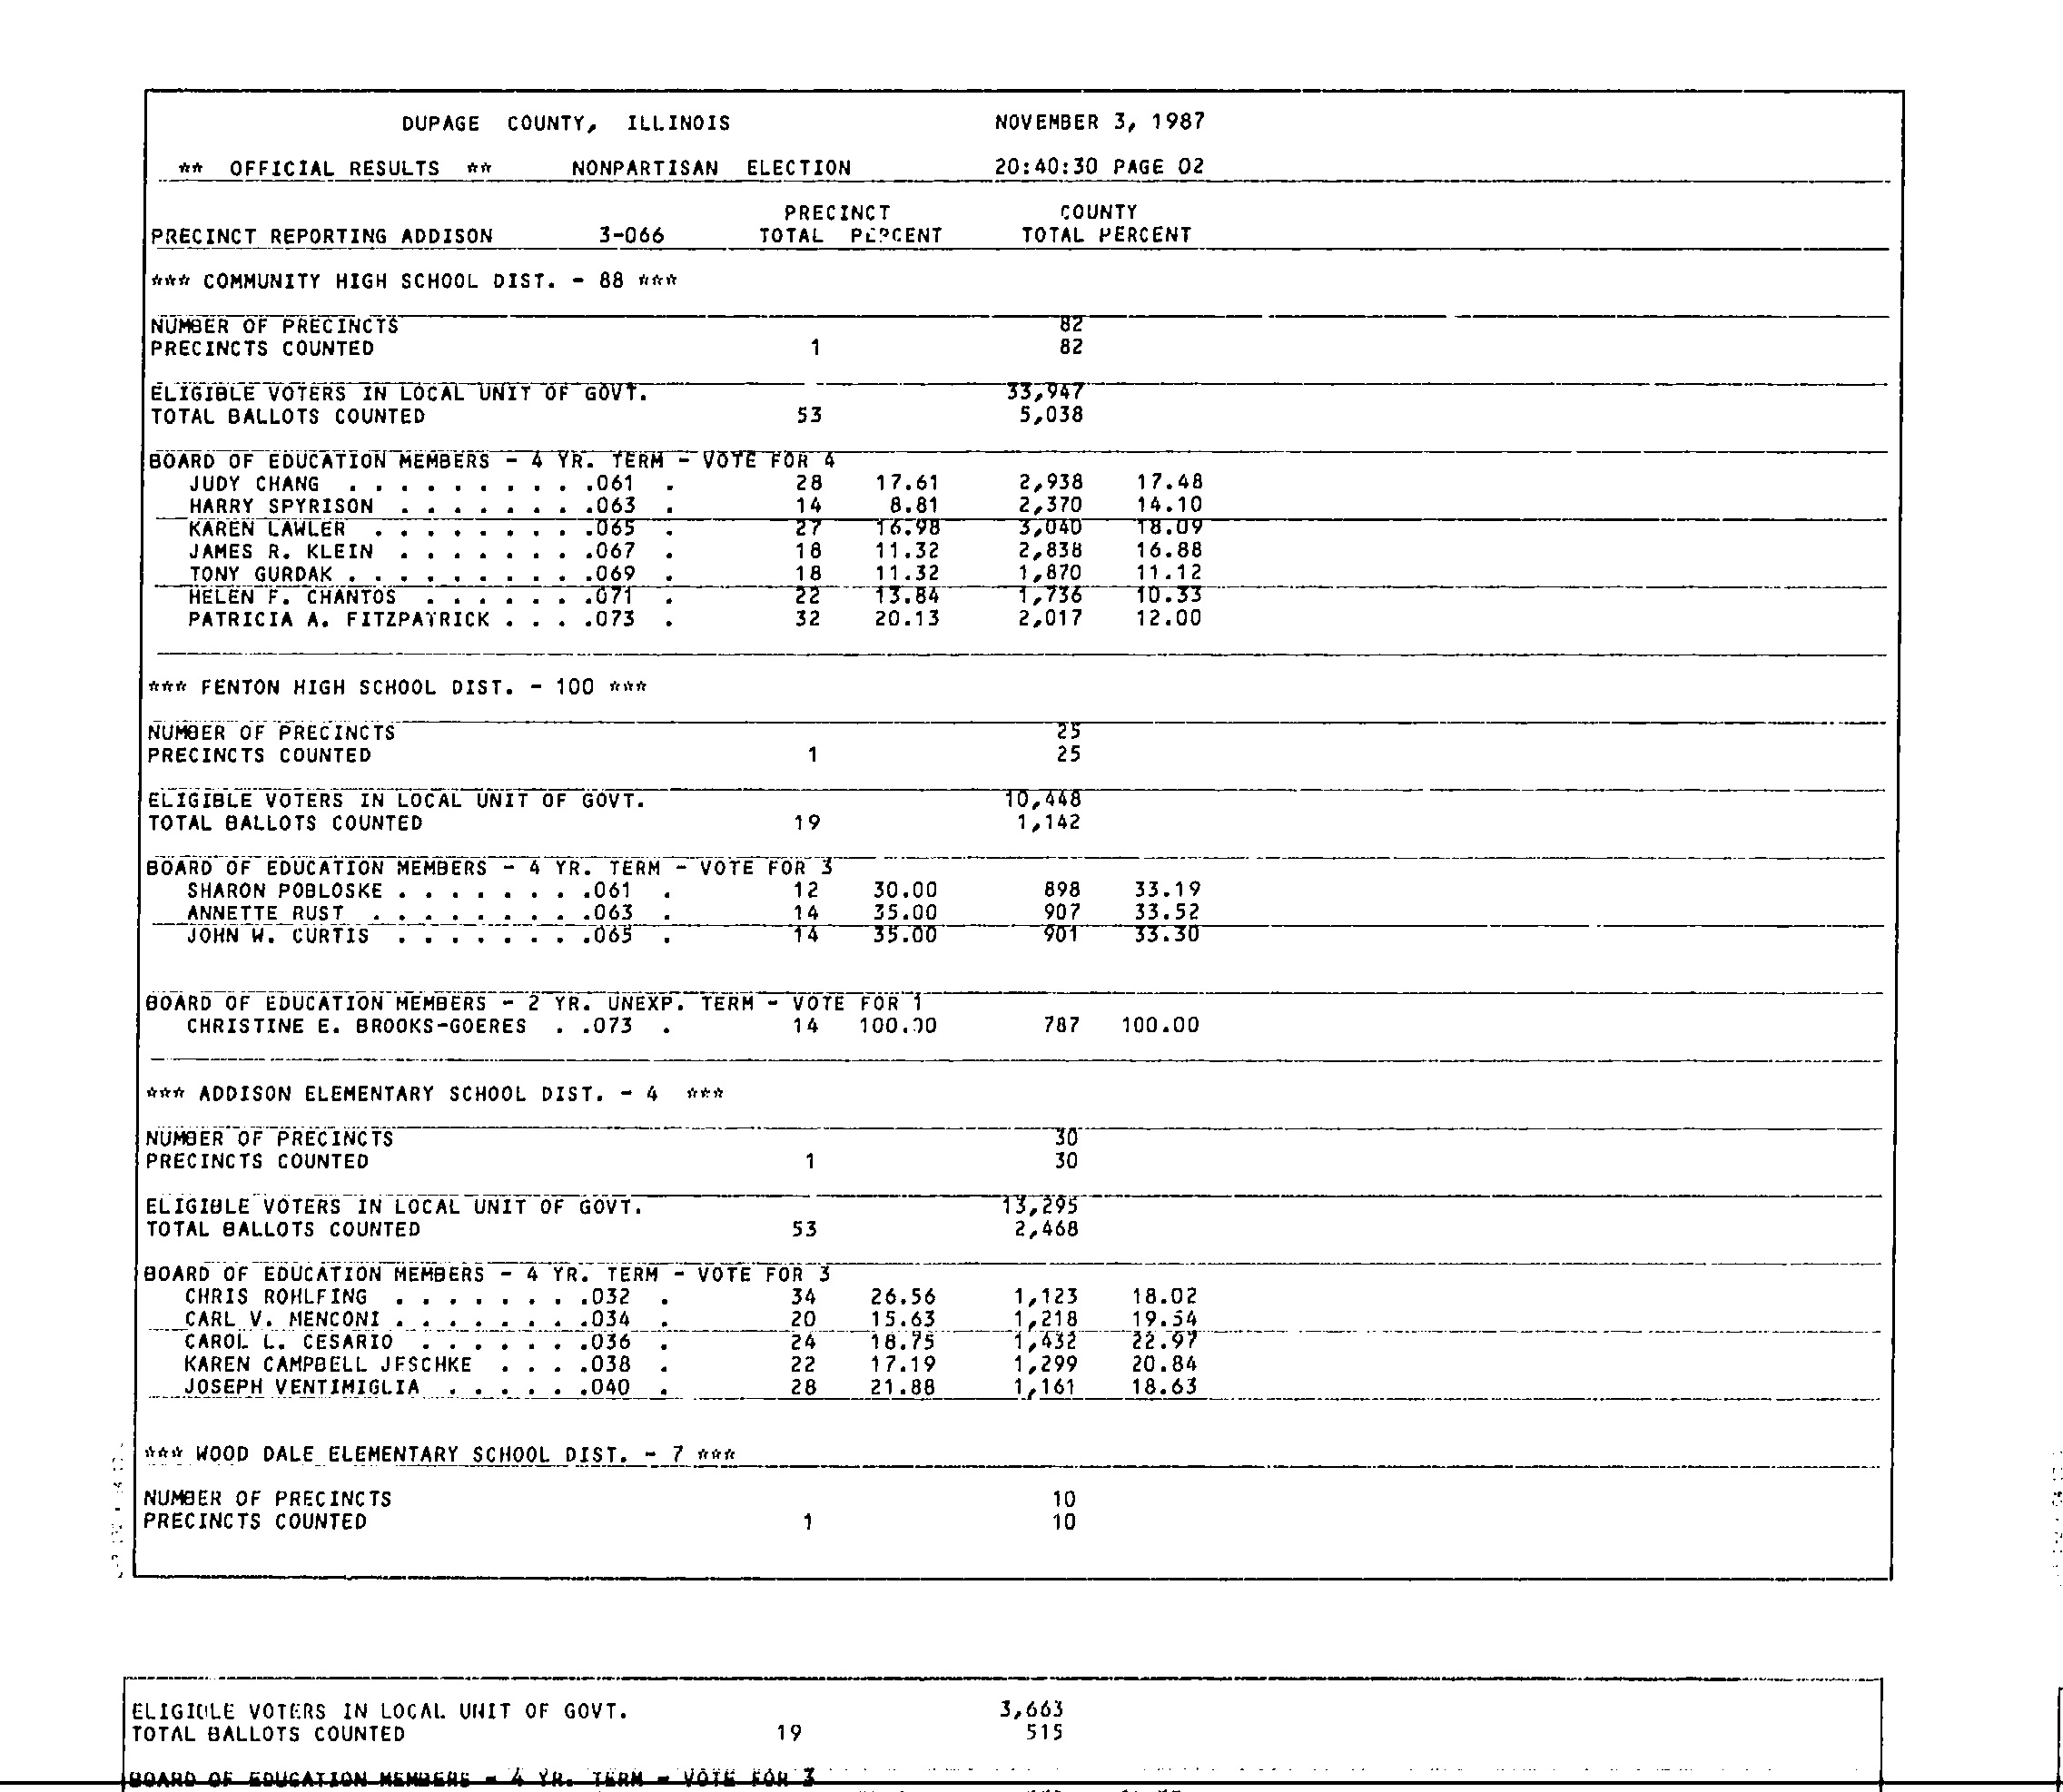 DUPAGE COUNTY, ILLINOIS NOVEMBER 3, 1987
** OFFICIAL RESULTS ** NONPARTISAN ELECTION 20:40:30 PAGE 02
PRECINCT COUNTY
PRECINCT REPORTING ADDISON 3-066 TOTAL PERCENT TOTAL PERCENT
*** COMMUNITY HIGH SCHOOL DIST. - 88 ***
NUMBER OF PRECINCTS 82
PRECINCTS COUNTED 1 82
ELIGIBLE VOTERS IN LOCAL UNIT OF GOVT. 33,947
TOTAL BALLOTS COUNTED 53 5,038
BOARD OF EDUCATION MEMBERS - 4 YR. TERM - VOTE FOR 4
JUDY CHANG . . . . . . . . . .061 . 28 17.61 2,938 17.48
HARRY SPYRISON . . . . . . . .063 . 14 8.81 2,370 14.10
KAREN LAWLER . . . . . . . . .065 . 27 16.98 3,040 18.09
JAMES R. KLEIN . . . . . . . .067 . 18 11.32 2,838 16.88
TONY GURDAK . . . . . . . . . .069 . 18 11.32 1,870 11.12
HELEN F. CHANTOS . . . . . . .071 . 22 13.84 1,736 10.33
PATRICIA A. FITZPATRICK . . . .073 . 32 20.13 2,017 12.00
*** FENTON HIGH SCHOOL DIST. - 100 ***
NUMBER OF PRECINCTS 25
PRECINCTS COUNTED 1 25
ELIGIBLE VOTERS IN LOCAL UNIT OF GOVT. 10,448
TOTAL BALLOTS COUNTED 19 1,142
BOARD OF EDUCATION MEMBERS - 4 YR. TERM - VOTE FOR 3
SHARON POBLOSKE . . . . . . . .061 . 12 30.00 898 33.19
ANNETTE RUST . . . . . . . . .063 . 14 35.00 907 33.52
JOHN W. CURTIS . . . . . . . .065 . 14 35.00 901 33.30
BOARD OF EDUCATION MEMBERS - 2 YR. UNEXP. TERM - VOTE FOR 1
CHRISTINE E. BROOKS-GOERES . .073 . 14 100.00 787 100.00
*** ADDISON ELEMENTARY SCHOOL DIST. - 4 ***
NUMBER OF PRECINCTS 30
PRECINCTS COUNTED 1 30
ELIGIBLE VOTERS IN LOCAL UNIT OF GOVT. 13,295
TOTAL BALLOTS COUNTED 53 2,468
BOARD OF EDUCATION MEMBERS - 4 YR. TERM - VOTE FOR 3
CHRIS ROHLFING . . . . . . . .032 . 34 26.56 1,123 18.02
CARL V. MENCONI . . . . . . . .034 . 20 15.63 1,218 19.54
CAROL L. CESARIO . . . . . . .036 . 24 18.75 1,432 22.97
KAREN CAMPBELL JESCHKE . . . .038 . 22 17.19 1,299 20.84
JOSEPH VENTIMIGLIA . . . . . .040 . 28 21.88 1,161 18.63
*** WOOD DALE ELEMENTARY SCHOOL DIST. - 7 ***
NUMBER OF PRECINCTS 10
PRECINCTS COUNTED 1 10
ELIGIBLE VOTERS IN LOCAL UNIT OF GOVT. 3,663
TOTAL BALLOTS COUNTED 19 515
BOARD OF EDUCATION MEMBERS - 4 YR. TERM - VOTE FOR 3